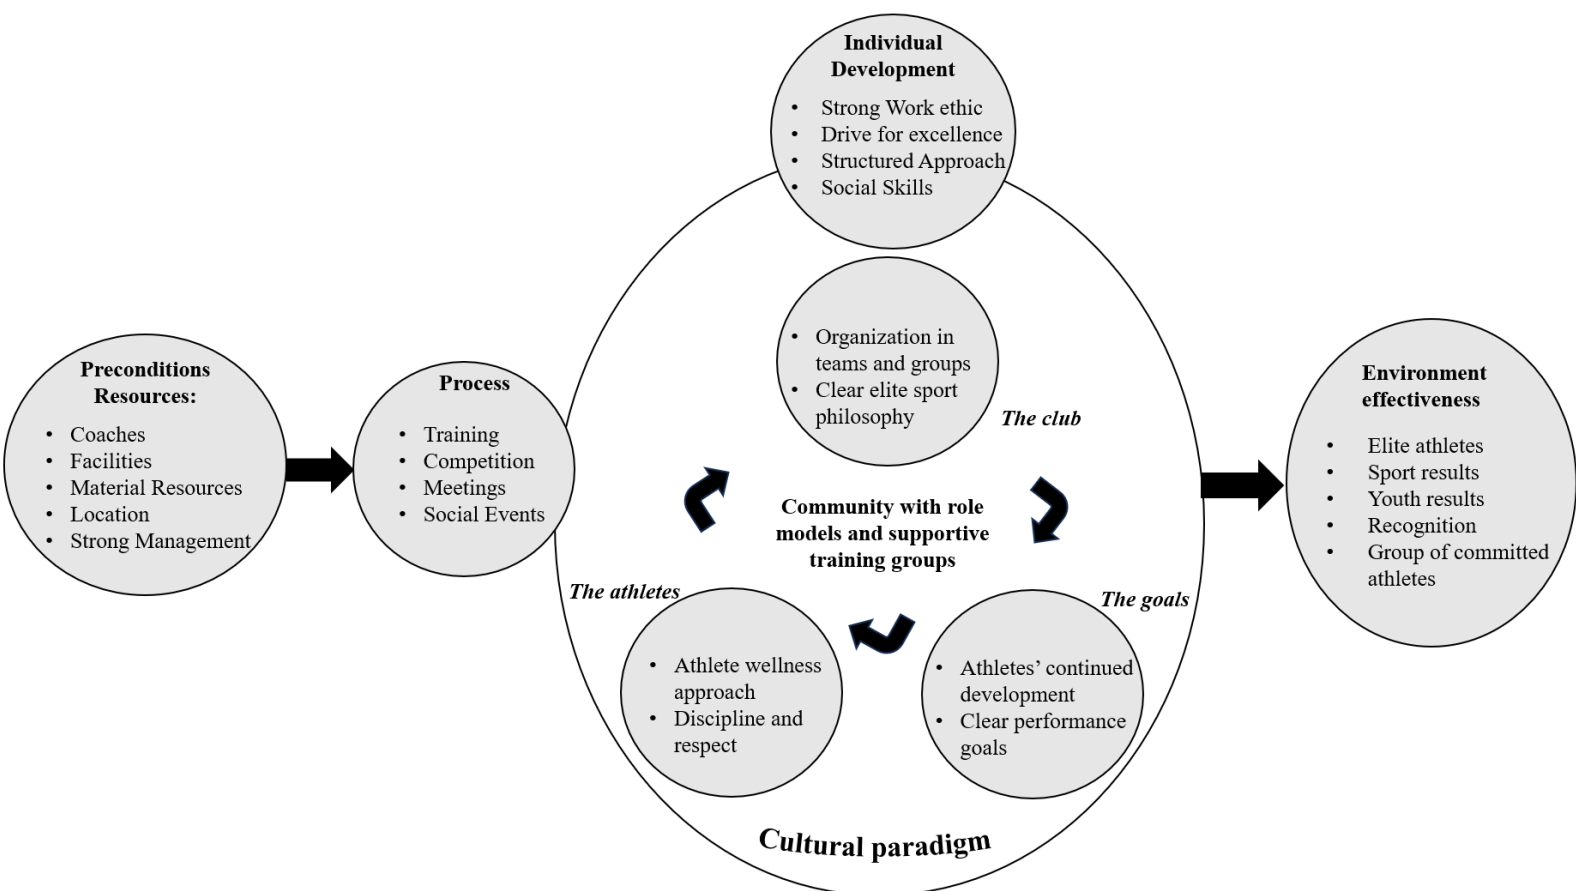 Individual
Development
• Strong Work ethic
• Drive for excellence
• Structured Approach
• Social Skills
Preconditions
Resources:
• Coaches
• Facilities
• Material Resources
• Location
• Strong Management
Process
• Training
• Competition
• Meetings
• Social Events
• Organization in
teams and groups
• Clear elite sport
philosophy
The club
Community with role
models and supportive
training groups
The athletes
• Athlete wellness
approach
• Discipline and
respect
The goals
• Athletes’ continued
development
• Clear performance
goals
Cultural paradigm
Environment
effectiveness
• Elite athletes
• Sport results
• Youth results
• Recognition
• Group of committed
athletes